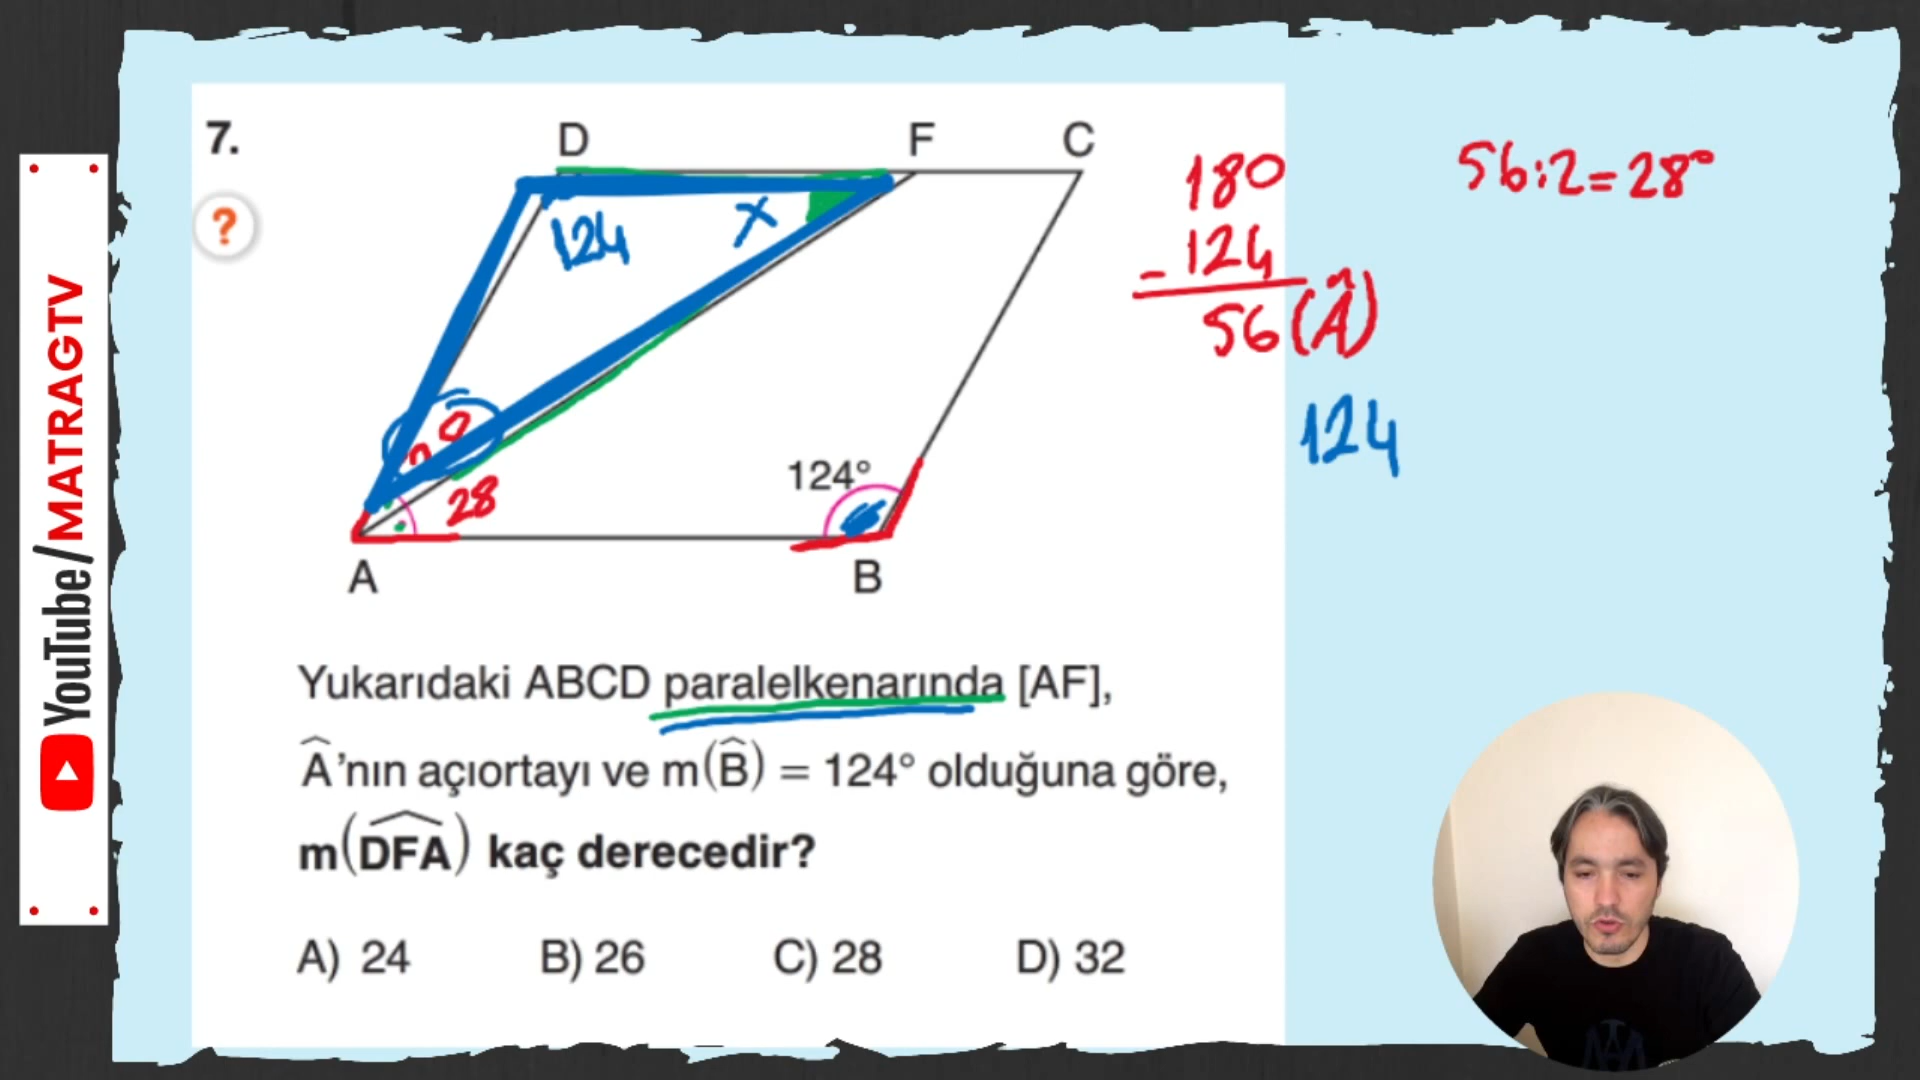 7.
D F C
?
124 x
28
124°
A B
180
- 124
56 (Â)
56:2=28°
124
Yukarıdaki ABCD paralelkenarında [AF],
Â'nın açıortayı ve m(B̂) = 124° olduğuna göre,
m(DFA) kaç derecedir?
A) 24 B) 26 C) 28 D) 32
YouTube/MATRAGTV